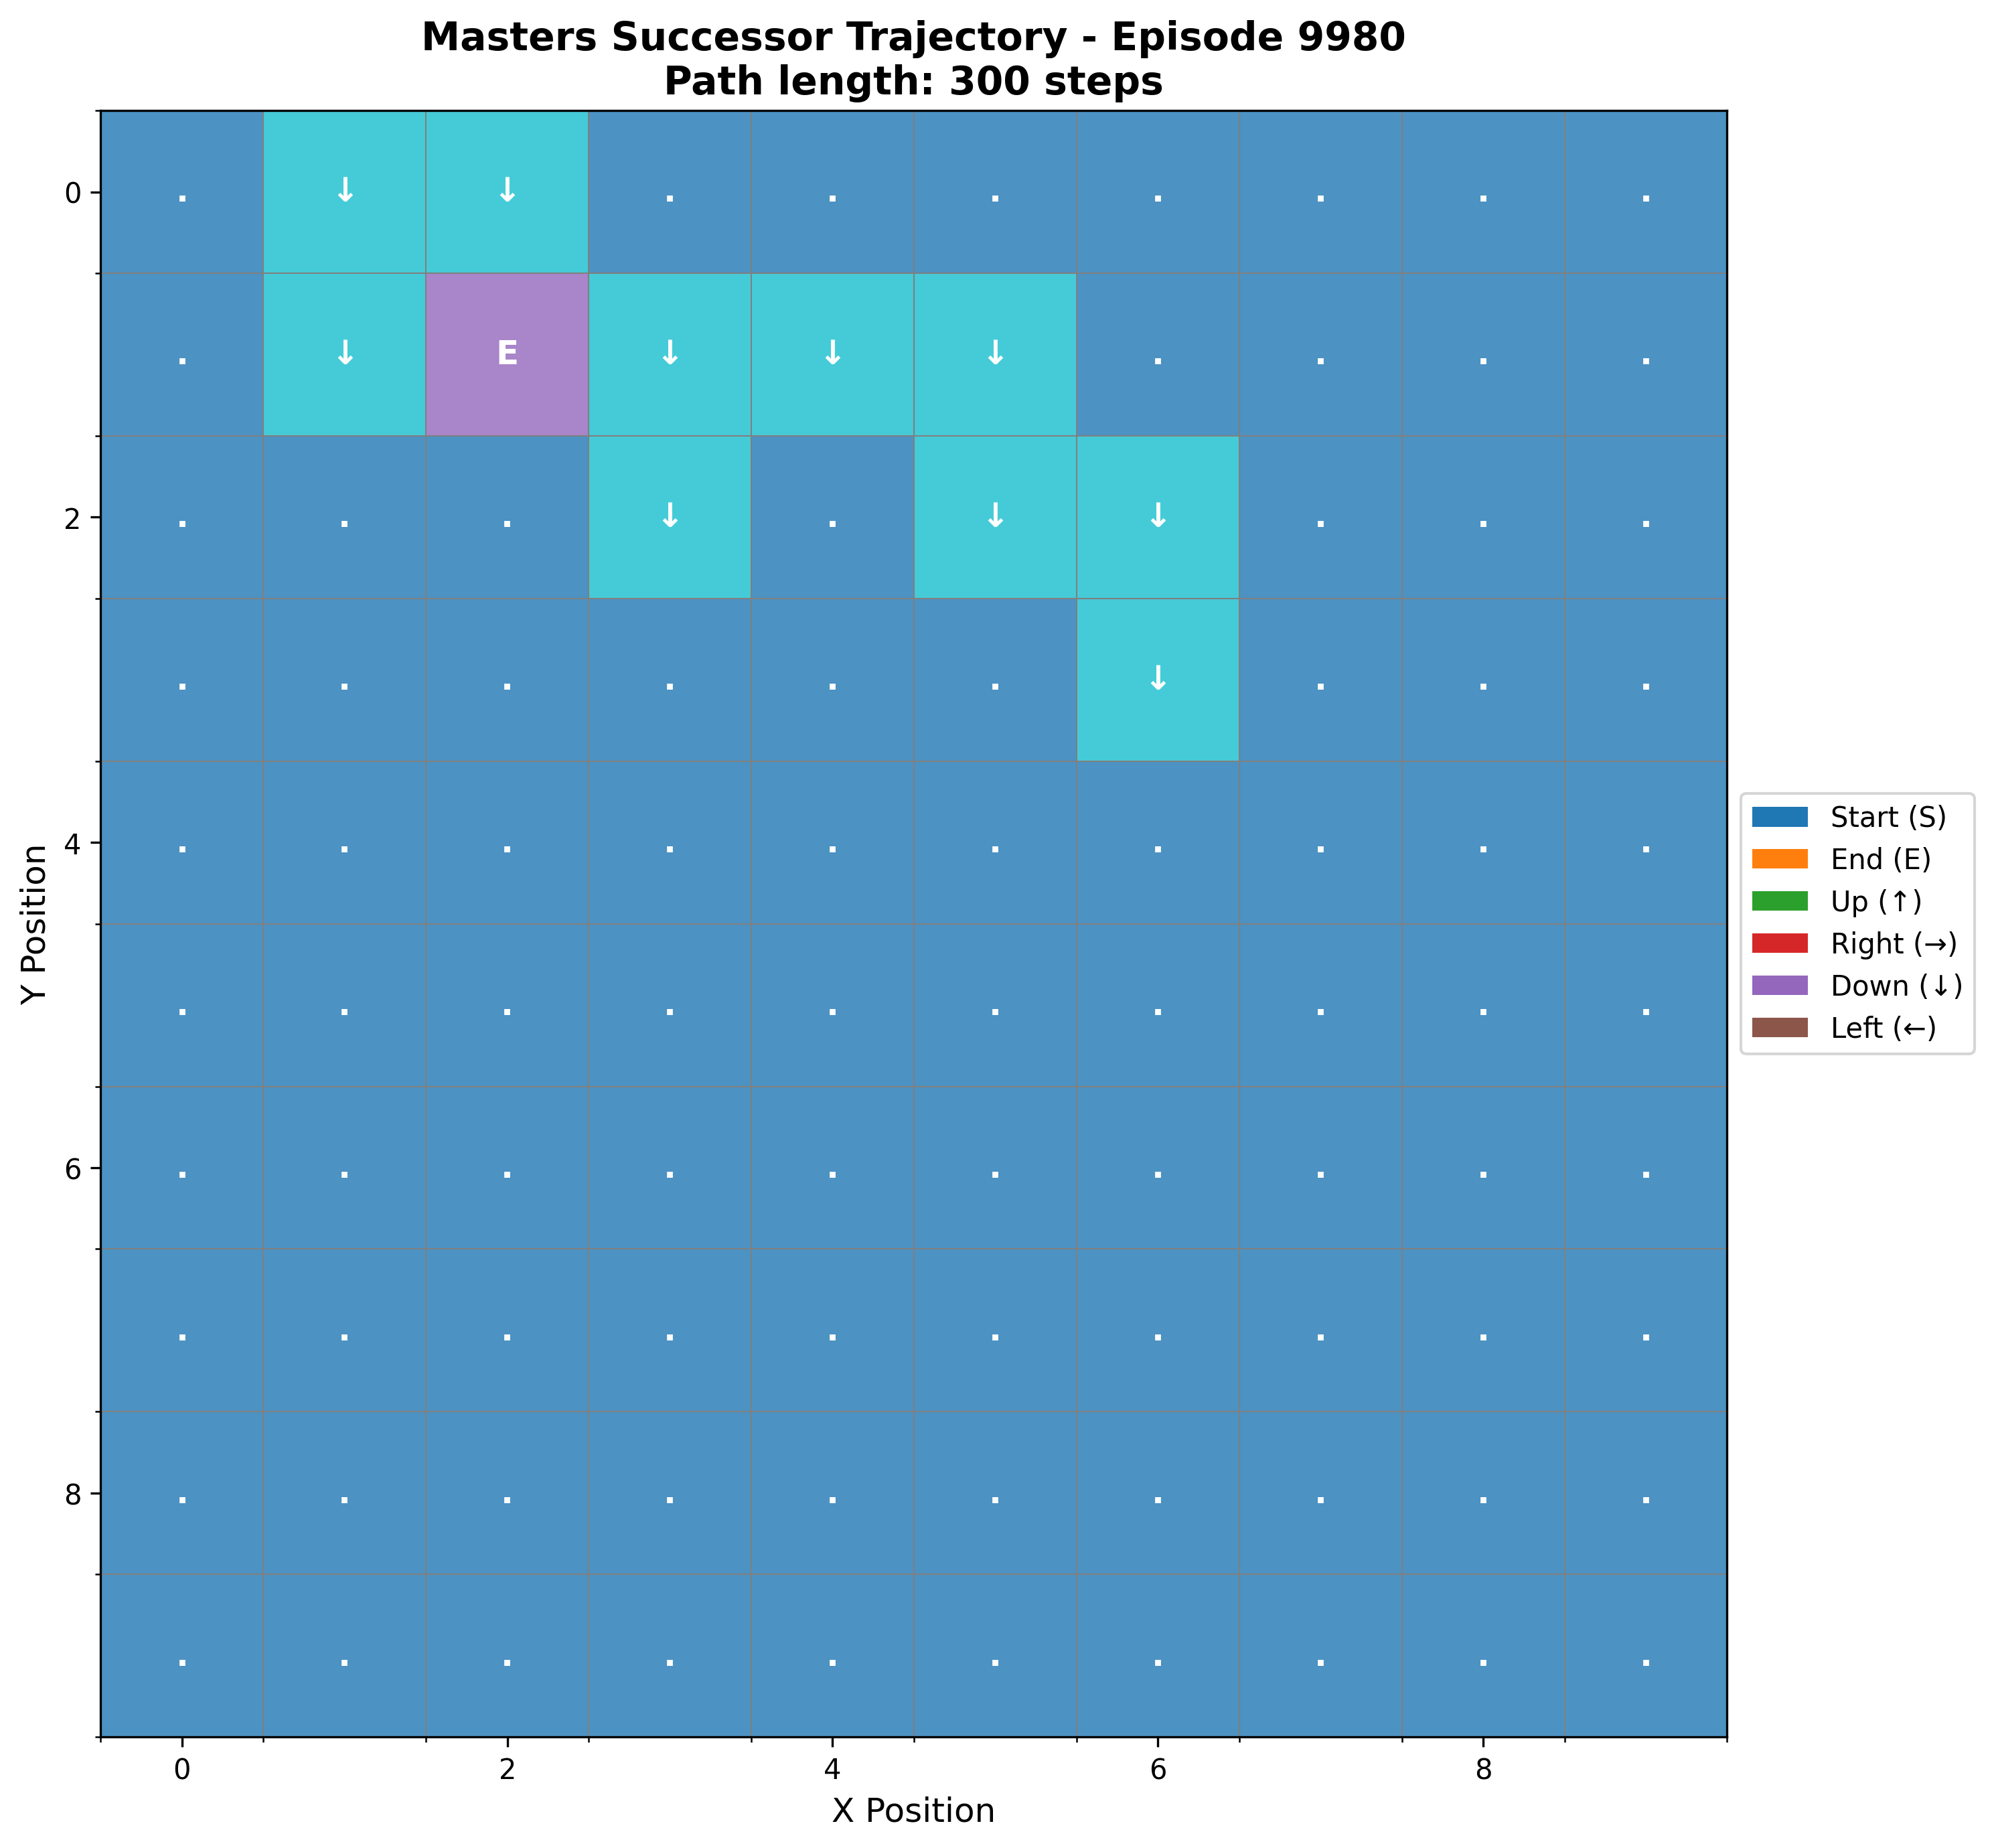 Masters Successor Trajectory - Episode 9980
Path length: 300 steps
0 . ↓ ↓ . . . . . . .
. ↓ E ↓ ↓ ↓ . . . .
2 . . . ↓ . ↓ ↓ . . .
. . . . . . ↓ . . .
4 . . . . . . . . . .
. . . . . . . . . .
6 . . . . . . . . . .
. . . . . . . . . .
8 . . . . . . . . . .
. . . . . . . . . .
0 2 4 6 8
X Position
Y Position
Start (S)
End (E)
Up (↑)
Right (→)
Down (↓)
Left (←)